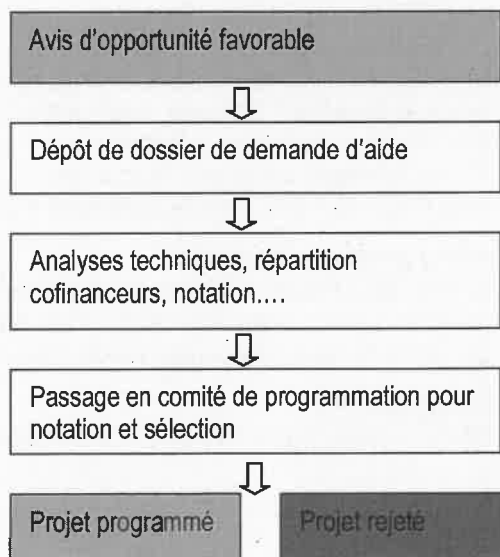 Avis d'opportunité favorable
Dépôt de dossier de demande d'aide
Analyses techniques, répartition
cofinanceurs, notation....
Passage en comité de programmation pour
notation et sélection
Projet programmé
Projet rejeté